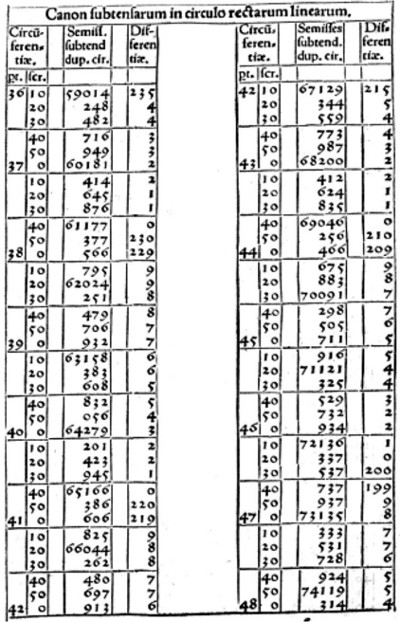 Canon subtensarum in circulo rectarum linearum.
Circū- Semiss. Dif-
feren- subtend feren
tiæ. dup. cir. tiæ.
pt. scr.
36 10 59014 235
20 248 4
30 482 4
40 716 3
50 949 3
37 0 60181 2
10 414 2
20 645 1
30 876 1
40 61177 0
50 377 230
38 0 566 229
10 795 9
20 62024 9
30 251 8
40 479 8
50 706 7
39 0 932 7
10 63158 6
20 383 6
30 608 5
40 832 5
50 056 4
40 0 64279 3
10 201 2
20 423 2
30 945 1
40 65166 0
50 386 220
41 0 606 219
10 825 9
20 66044 8
30 262 8
40 480 7
50 697 7
42 0 913 6
Circū- Semisses Dif.
feren- subtend. feren
tiæ. dup. cir. tiæ.
pt. scr.
42 10 67129 215
20 344 5
30 559 4
40 773 4
50 987 3
43 0 68200 2
10 412 2
20 624 1
30 835 1
40 69046 0
50 256 210
44 0 466 209
10 675 9
20 883 8
30 70091 7
40 298 7
50 505 6
45 0 711 5
10 916 5
20 71121 4
30 325 4
40 529 3
50 732 2
46 0 934 2
10 72136 1
20 337 0
30 537 200
40 737 199
50 937 9
47 0 73135 8
10 333 7
20 531 7
30 728 6
40 924 5
50 74119 5
48 0 314 4